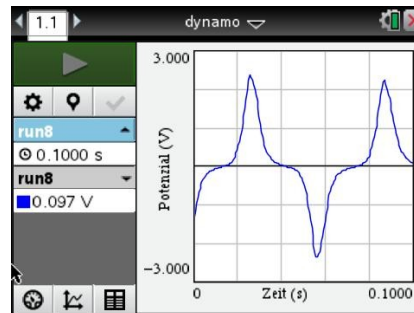 1.1
dynamo
run8
0.1000 s
run8
0.097 V
3.000
Potenzial (V)
-3.000
0
Zeit (s)
0.1000